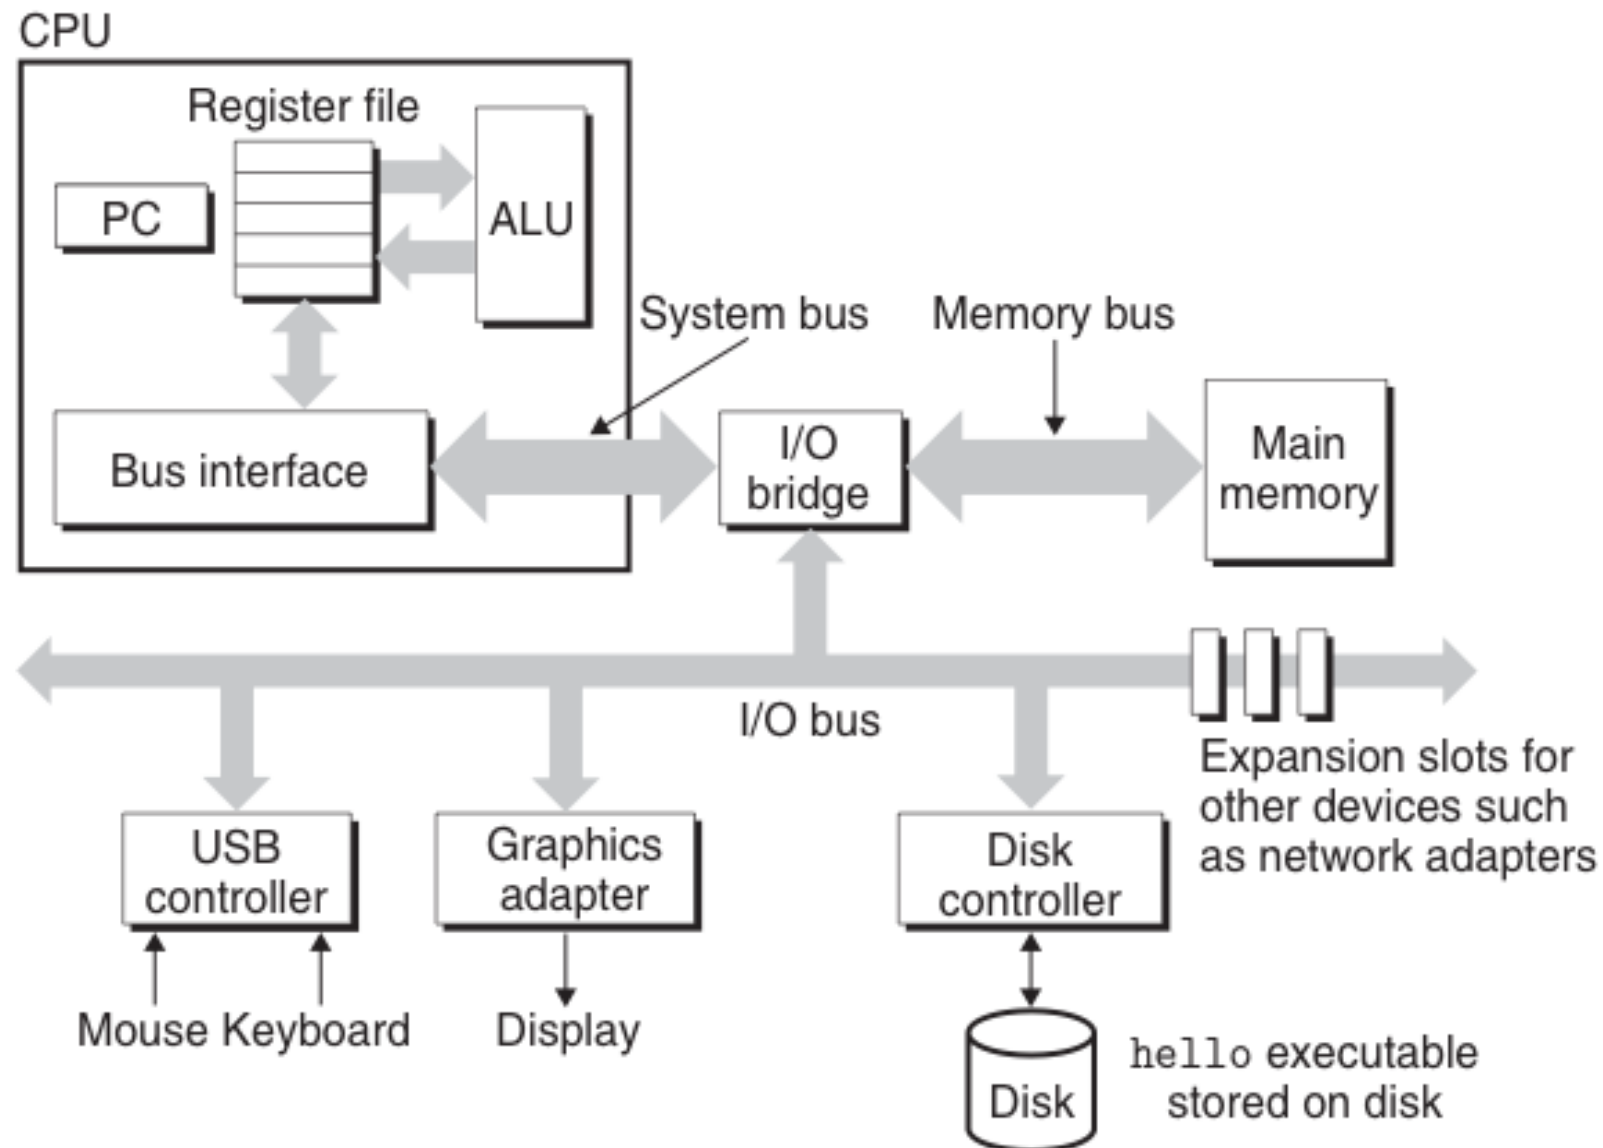 CPU
Register file
PC
ALU
System bus
Memory bus
Bus interface
I/O
bridge
Main
memory
I/O bus
Expansion slots for
other devices such
as network adapters
USB
controller
Graphics
adapter
Disk
controller
Mouse
Keyboard
Display
Disk
hello executable
stored on disk